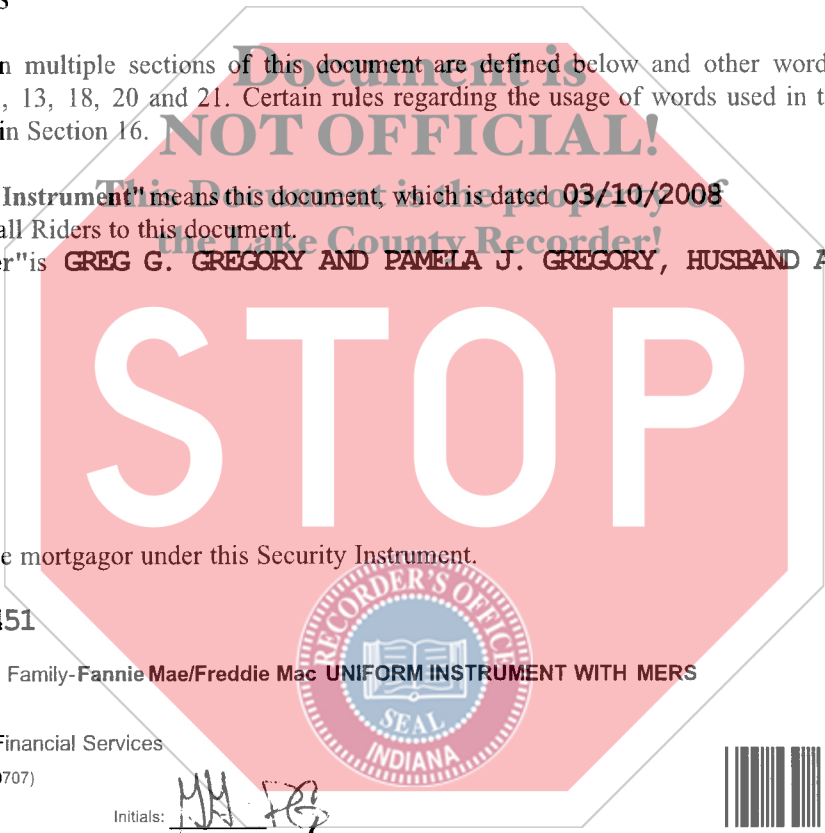 n multiple sections of this document are defined below and other word
, 13, 18, 20 and 21. Certain rules regarding the usage of words used in t
in Section 16.
Document is
NOT OFFICIAL!
This Document is the property of
the Lake County Recorder!
Instrument" means this document, which is dated 03/10/2008
all Riders to this document.
er" is GREG G. GREGORY AND PAMELA J. GREGORY, HUSBAND A
STOP
e mortgagor under this Security Instrument.
451
RECORDER'S OFFICE
SEAL
INDIANA
Family-Fannie Mae/Freddie Mac UNIFORM INSTRUMENT WITH MERS
Financial Services
0707)
Initials: